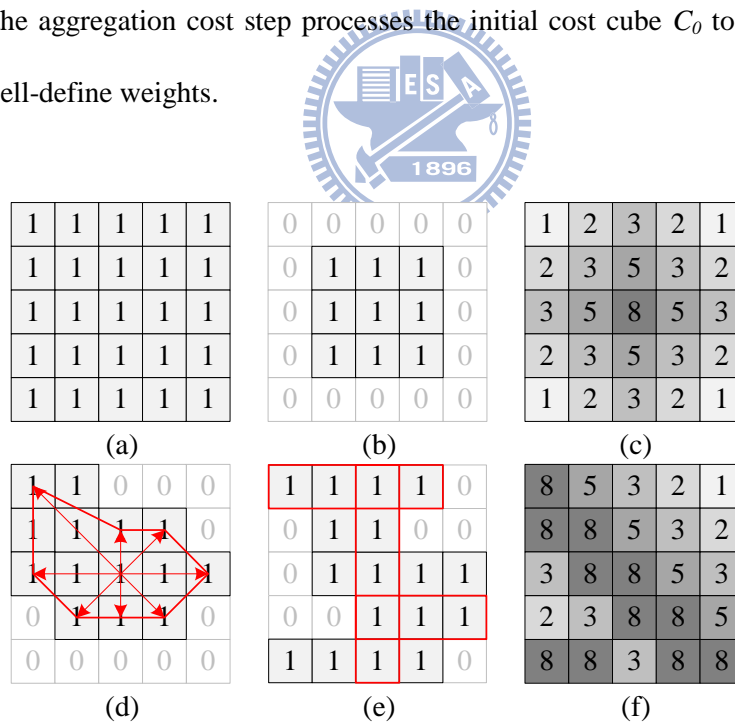 he aggregation cost step processes the initial cost cube C0 to
ell-define weights.
E S A
1896
1 1 1 1 1 0 0 0 0 0 1 2 3 2 1
1 1 1 1 1 0 1 1 1 0 2 3 5 3 2
1 1 1 1 1 0 1 1 1 0 3 5 8 5 3
1 1 1 1 1 0 1 1 1 0 2 3 5 3 2
1 1 1 1 1 0 0 0 0 0 1 2 3 2 1
(a) (b) (c)
1 1 0 0 0 1 1 1 1 0 8 5 3 2 1
1 1 1 1 0 0 1 1 0 0 8 8 5 3 2
1 1 1 1 1 0 1 1 1 1 3 8 8 5 3
0 1 1 1 0 0 0 1 1 1 2 3 8 8 5
0 0 0 0 0 1 1 1 1 0 8 8 3 8 8
(d) (e) (f)